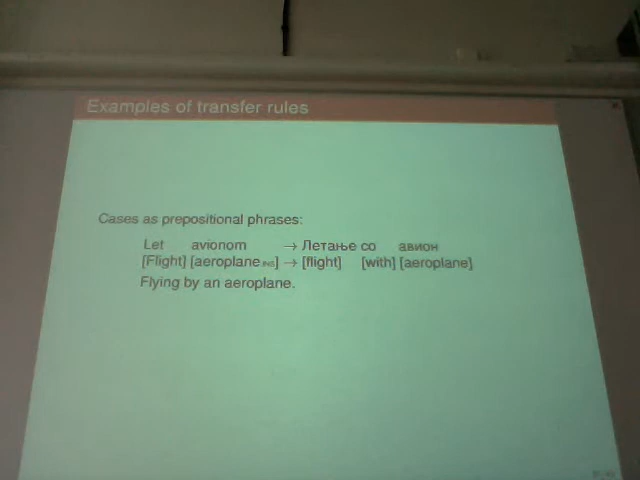 Examples of transfer rules
Cases as prepositional phrases:
Let avionom → Летање со авион
[Flight] [aeroplane.INS] → [flight] [with] [aeroplane]
Flying by an aeroplane.